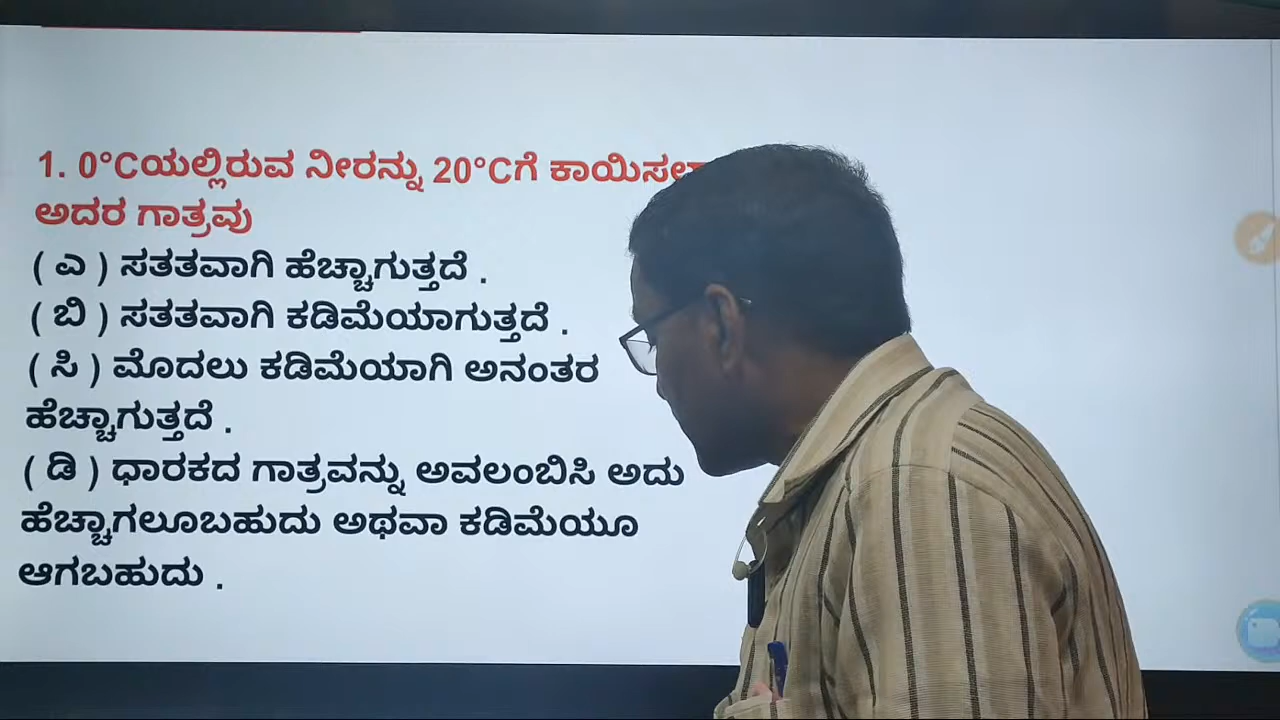 1. 0°Cಯಲ್ಲಿರುವ ನೀರನ್ನು 20°Cಗೆ
ಅದರ ಗಾತ್ರವು
( ಎ ) ಸತತವಾಗಿ ಹೆಚ್ಚಾಗುತ್ತದೆ .
( ಬಿ ) ಸತತವಾಗಿ ಕಡಿಮೆಯಾಗುತ್ತದೆ .
( ಸಿ ) ಮೊದಲು ಕಡಿಮೆಯಾಗಿ ಅನಂತರ
ಹೆಚ್ಚಾಗುತ್ತದೆ .
( ಡಿ ) ಧಾರಕದ ಗಾತ್ರವನ್ನು ಅವಲಂಬಿಸಿ ಅದು
ಹೆಚ್ಚಾಗಲೂಬಹುದು ಅಥವಾ ಕಡಿಮೆಯೂ
ಆಗಬಹುದು .